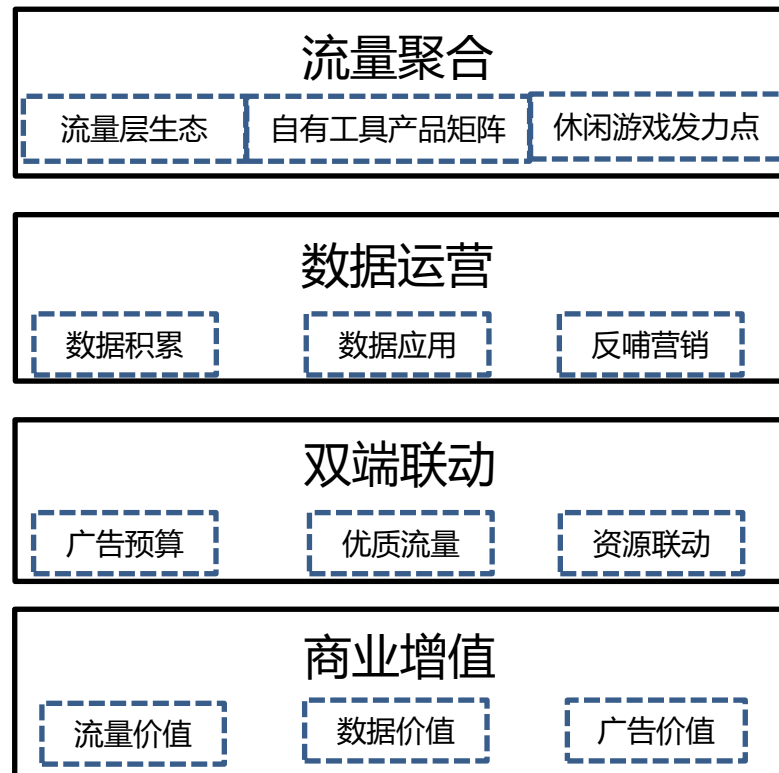 流量聚合
流量层生态 自有工具产品矩阵 休闲游戏发力点
数据运营
数据积累 数据应用 反哺营销
双端联动
广告预算 优质流量 资源联动
商业增值
流量价值 数据价值 广告价值